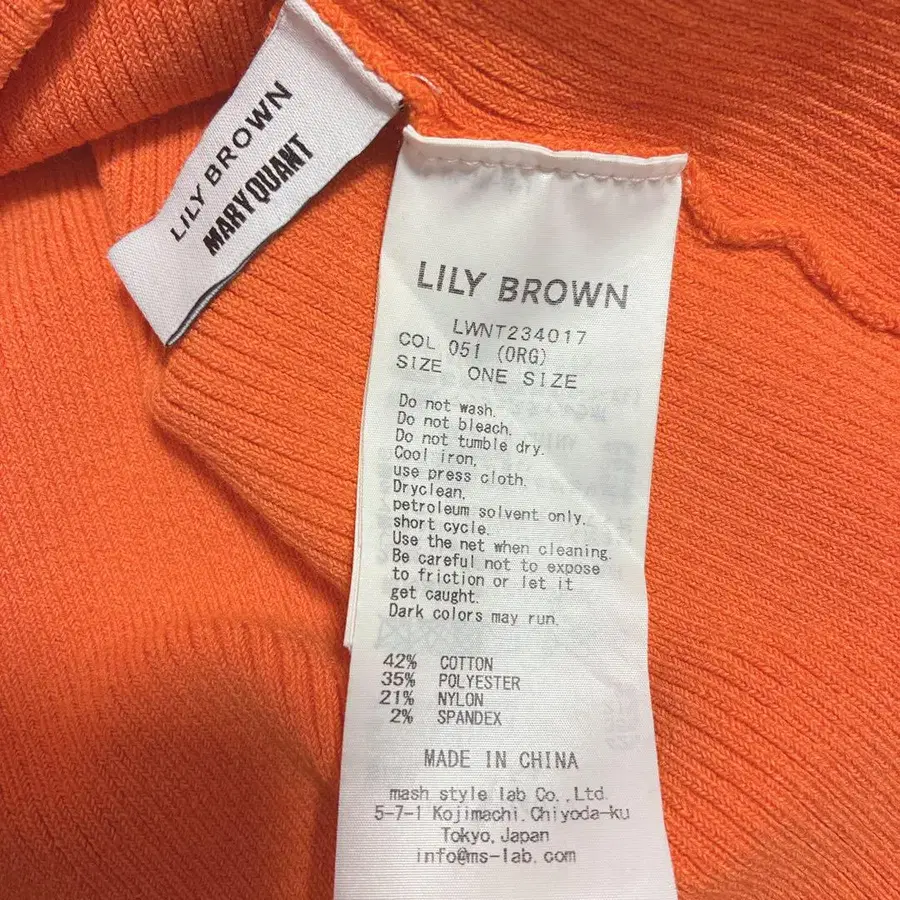 LILY BROWN
MARY QUANT
LILY BROWN
LWNT234017
COL 051 (ORG)
SIZE ONE SIZE
Do not wash.
Do not bleach.
Do not tumble dry.
Cool iron,
use press cloth.
Dryclean,
petroleum solvent only,
short cycle.
Use the net when cleaning.
Be careful not to expose
to friction or let it
get caught.
Dark colors may run.
42% COTTON
35% POLYESTER
21% NYLON
2% SPANDEX
MADE IN CHINA
mash style lab Co.,Ltd.
5-7-1 Kojimachi,Chiyoda-ku
Tokyo,Japan
info@ms-lab.com